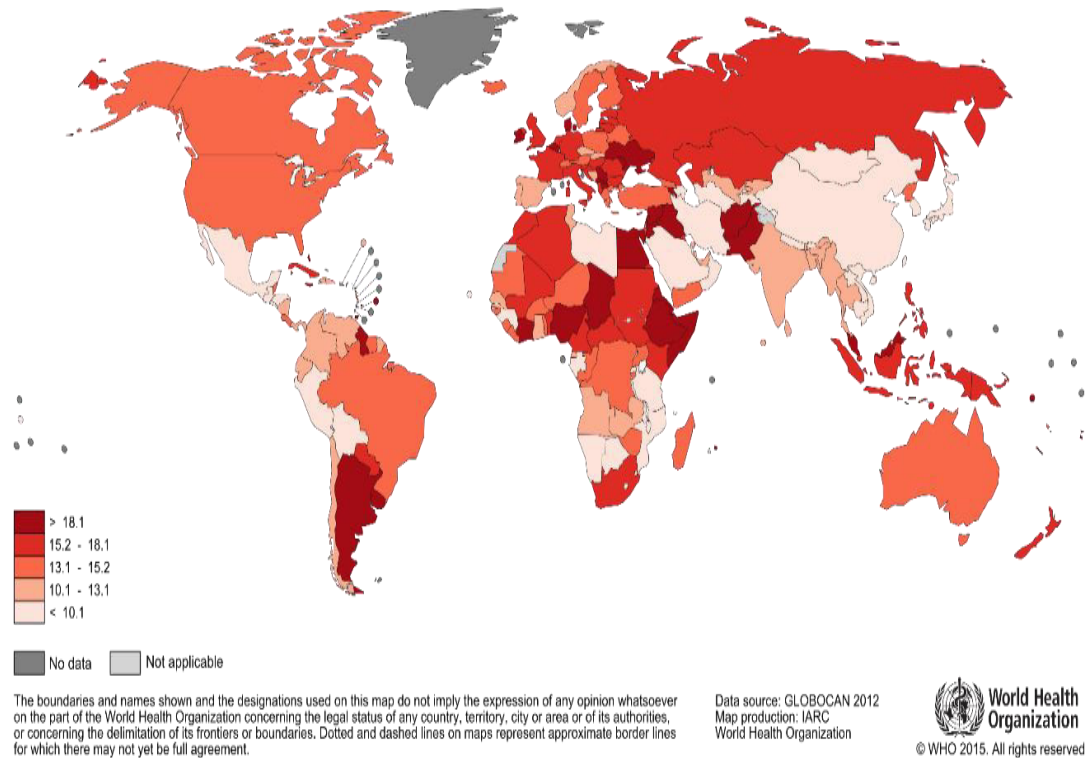 > 18.1
15.2 - 18.1
13.1 - 15.2
10.1 - 13.1
< 10.1
No data
Not applicable
The boundaries and names shown and the designations used on this map do not imply the expression of any opinion whatsoever
on the part of the World Health Organization concerning the legal status of any country, territory, city or area or of its authorities,
or concerning the delimitation of its frontiers or boundaries. Dotted and dashed lines on maps represent approximate border lines
for which there may not yet be full agreement.
Data source: GLOBOCAN 2012
Map production: IARC
World Health Organization
World Health
Organization
© WHO 2015. All rights reserved